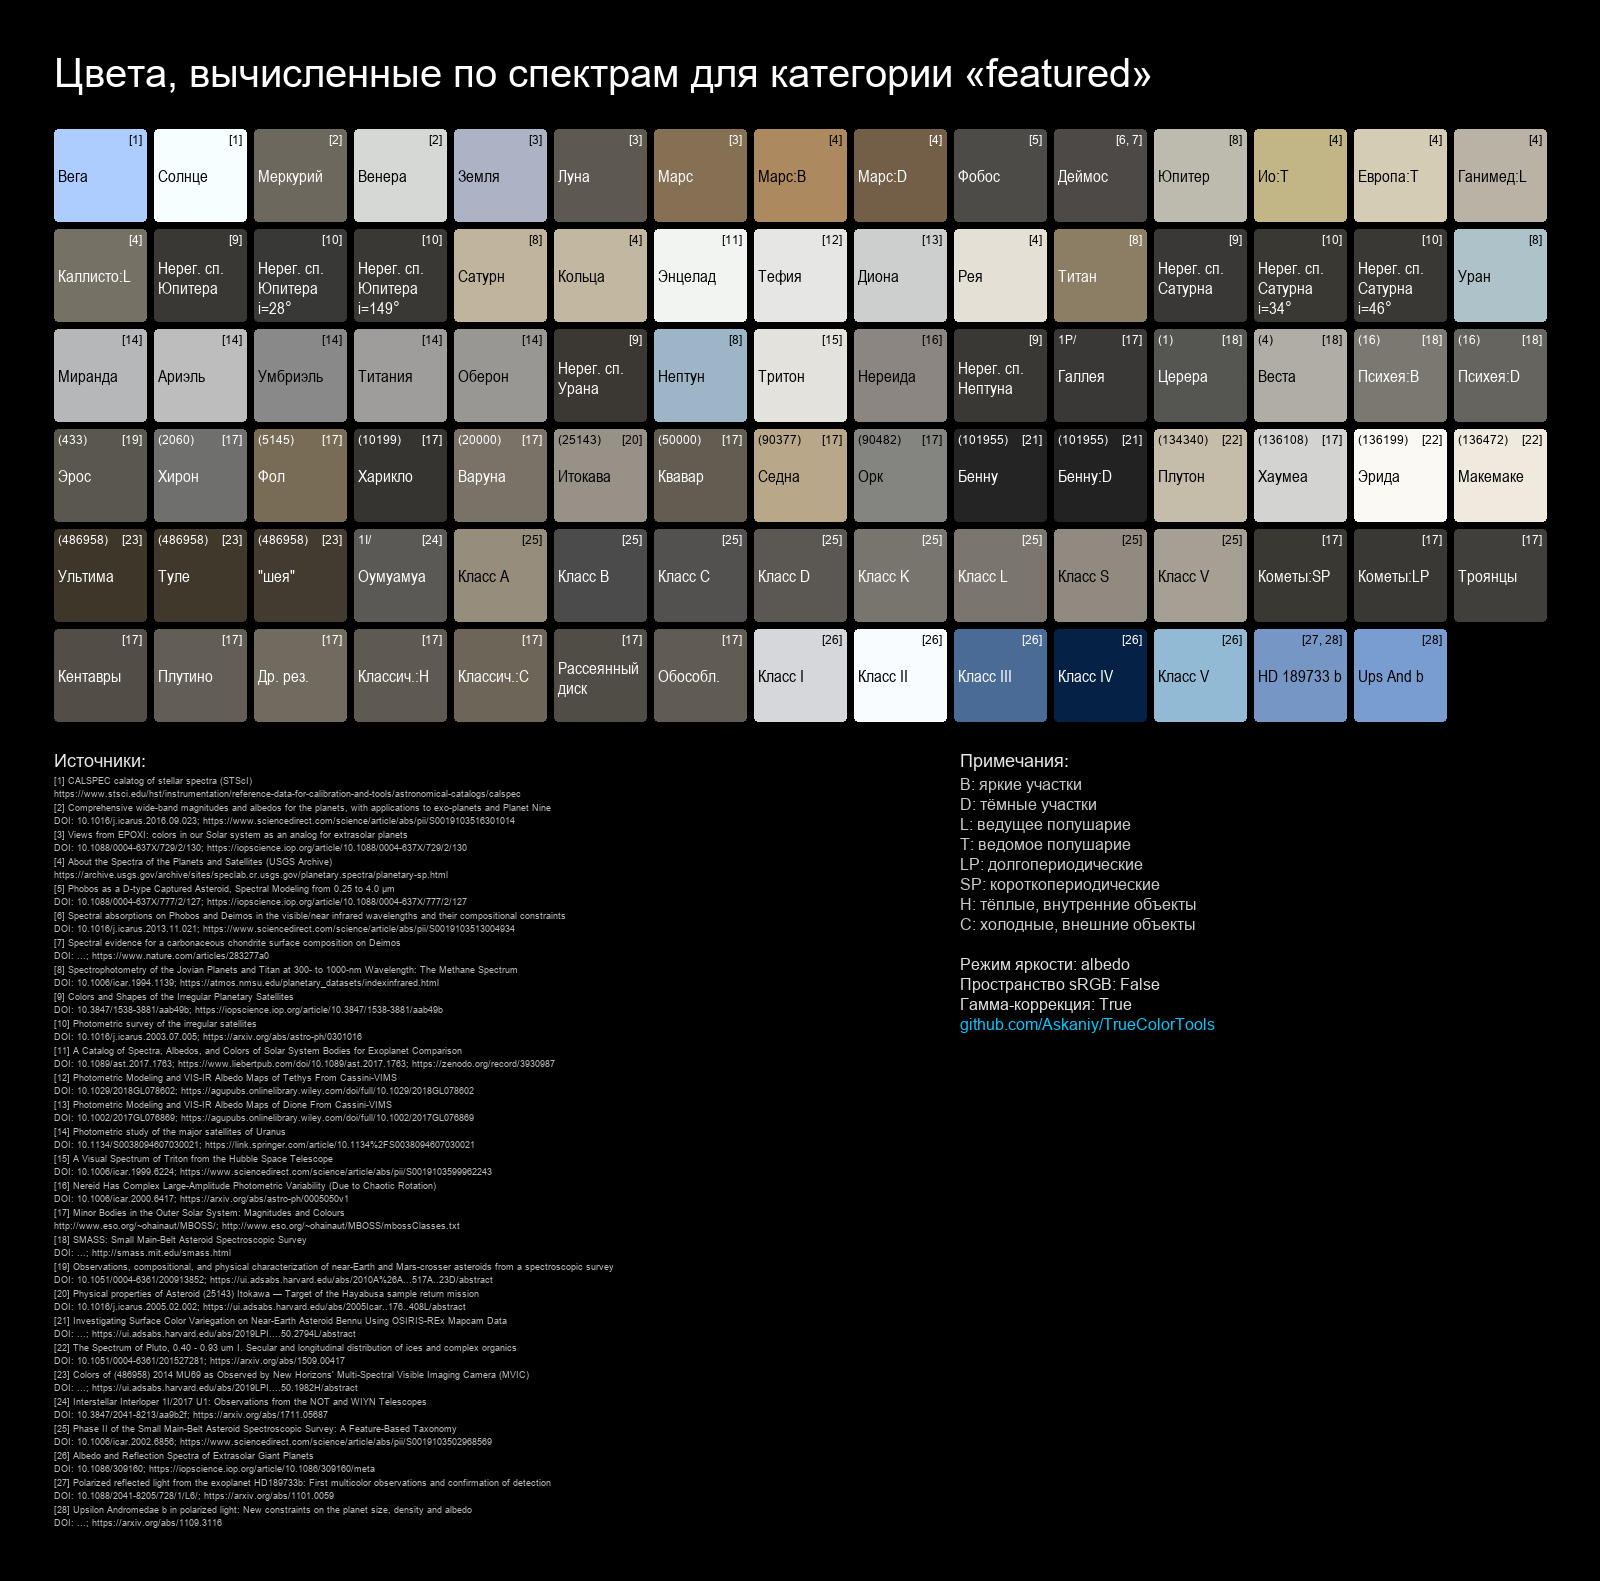 Цвета, вычисленные по спектрам для категории «featured»
[1] [1] [2] [2] [3] [3] [3] [4] [4] [5] [6, 7] [8] [4] [4] [4]
Вега Солнце Меркурий Венера Земля Луна Марс Марс:B Марс:D Фобос Деймос Юпитер Ио:T Европа:T Ганимед:L
[4] [9] [10] [10] [8] [4] [11] [12] [13] [4] [8] [9] [10] [10] [8]
Каллисто:L Нерег. сп. Юпитера Нерег. сп. Юпитера i=28° Нерег. сп. Юпитера i=149° Сатурн Кольца Энцелад Тефия Диона Рея Титан Нерег. сп. Сатурна Нерег. сп. Сатурна i=34° Нерег. сп. Сатурна i=46° Уран
[14] [14] [14] [14] [14] [9] [8] [15] [16] [9] 1P/ [17] (1) [18] (4) [18] (16) [18] (16) [18]
Миранда Ариэль Умбриэль Титания Оберон Нерег. сп. Урана Нептун Тритон Нереида Нерег. сп. Нептуна Галлея Церера Веста Психея:B Психея:D
(433) [19] (2060) [17] (5145) [17] (10199) [17] (20000) [17] (25143) [20] (50000) [17] (90377) [17] (90482) [17] (101955) [21] (101955) [21] (134340) [22] (136108) [17] (136199) [22] (136472) [22]
Эрос Хирон Фол Харикло Варуна Итокава Квавар Седна Орк Бенну Бенну:D Плутон Хаумеа Эрида Макемаке
(486958) [23] (486958) [23] (486958) [23] 1I/ [24] [25] [25] [25] [25] [25] [25] [25] [25] [17] [17] [17]
Ультима Туле "шея" Оумуамуа Класс A Класс B Класс C Класс D Класс K Класс L Класс S Класс V Кометы:SP Кометы:LP Троянцы
[17] [17] [17] [17] [17] [17] [17] [26] [26] [26] [26] [26] [27, 28] [28]
Кентавры Плутино Др. рез. Классич.:H Классич.:C Рассеянный диск Обособл. Класс I Класс II Класс III Класс IV Класс V HD 189733 b Ups And b
Источники:
[1] CALSPEC calatog of stellar spectra (STScI)
https://www.stsci.edu/hst/instrumentation/reference-data-for-calibration-and-tools/astronomical-catalogs/calspec
[2] Comprehensive wide-band magnitudes and albedos for the planets, with applications to exo-planets and Planet Nine
DOI: 10.1016/j.icarus.2016.09.023; https://www.sciencedirect.com/science/article/abs/pii/S0019103516301014
[3] Views from EPOXI: colors in our Solar system as an analog for extrasolar planets
DOI: 10.1088/0004-637X/729/2/130; https://iopscience.iop.org/article/10.1088/0004-637X/729/2/130
[4] About the Spectra of the Planets and Satellites (USGS Archive)
https://archive.usgs.gov/archive/sites/speclab.cr.usgs.gov/planetary.spectra/planetary-sp.html
[5] Phobos as a D-type Captured Asteroid, Spectral Modeling from 0.25 to 4.0 μm
DOI: 10.1088/0004-637X/777/2/127; https://iopscience.iop.org/article/10.1088/0004-637X/777/2/127
[6] Spectral absorptions on Phobos and Deimos in the visible/near infrared wavelengths and their compositional constraints
DOI: 10.1016/j.icarus.2013.11.021; https://www.sciencedirect.com/science/article/abs/pii/S0019103513004934
[7] Spectral evidence for a carbonaceous chondrite surface composition on Deimos
DOI: ...; https://www.nature.com/articles/283277a0
[8] Spectrophotometry of the Jovian Planets and Titan at 300- to 1000-nm Wavelength: The Methane Spectrum
DOI: 10.1006/icar.1994.1139; https://atmos.nmsu.edu/planetary_datasets/indexinfrared.html
[9] Colors and Shapes of the Irregular Planetary Satellites
DOI: 10.3847/1538-3881/aab49b; https://iopscience.iop.org/article/10.3847/1538-3881/aab49b
[10] Photometric survey of the irregular satellites
DOI: 10.1016/j.icarus.2003.07.005; https://arxiv.org/abs/astro-ph/0301016
[11] A Catalog of Spectra, Albedos, and Colors of Solar System Bodies for Exoplanet Comparison
DOI: 10.1089/ast.2017.1763; https://www.liebertpub.com/doi/10.1089/ast.2017.1763; https://zenodo.org/record/3930987
[12] Photometric Modeling and VIS-IR Albedo Maps of Tethys From Cassini-VIMS
DOI: 10.1029/2018GL078602; https://agupubs.onlinelibrary.wiley.com/doi/full/10.1029/2018GL078602
[13] Photometric Modeling and VIS-IR Albedo Maps of Dione From Cassini-VIMS
DOI: 10.1002/2017GL076869; https://agupubs.onlinelibrary.wiley.com/doi/full/10.1002/2017GL076869
[14] Photometric study of the major satellites of Uranus
DOI: 10.1134/S0038094607030021; https://link.springer.com/article/10.1134%2FS0038094607030021
[15] A Visual Spectrum of Triton from the Hubble Space Telescope
DOI: 10.1006/icar.1999.6224; https://www.sciencedirect.com/science/article/abs/pii/S0019103599962243
[16] Nereid Has Complex Large-Amplitude Photometric Variability (Due to Chaotic Rotation)
DOI: 10.1006/icar.2000.6417; https://arxiv.org/abs/astro-ph/0005050v1
[17] Minor Bodies in the Outer Solar System: Magnitudes and Colours
http://www.eso.org/~ohainaut/MBOSS/; http://www.eso.org/~ohainaut/MBOSS/mbossClasses.txt
[18] SMASS: Small Main-Belt Asteroid Spectroscopic Survey
DOI: ...; http://smass.mit.edu/smass.html
[19] Observations, compositional, and physical characterization of near-Earth and Mars-crosser asteroids from a spectroscopic survey
DOI: 10.1051/0004-6361/200913852; https://ui.adsabs.harvard.edu/abs/2010A%26A...517A..23D/abstract
[20] Physical properties of Asteroid (25143) Itokawa — Target of the Hayabusa sample return mission
DOI: 10.1016/j.icarus.2005.02.002; https://ui.adsabs.harvard.edu/abs/2005Icar..176..408L/abstract
[21] Investigating Surface Color Variegation on Near-Earth Asteroid Bennu Using OSIRIS-REx Mapcam Data
DOI: ...; https://ui.adsabs.harvard.edu/abs/2019LPI....50.2794L/abstract
[22] The Spectrum of Pluto, 0.40 - 0.93 um I. Secular and longitudinal distribution of ices and complex organics
DOI: 10.1051/0004-6361/201527281; https://arxiv.org/abs/1509.00417
[23] Colors of (486958) 2014 MU69 as Observed by New Horizons' Multi-Spectral Visible Imaging Camera (MVIC)
DOI: ...; https://ui.adsabs.harvard.edu/abs/2019LPI....50.1982H/abstract
[24] Interstellar Interloper 1I/2017 U1: Observations from the NOT and WIYN Telescopes
DOI: 10.3847/2041-8213/aa9b2f; https://arxiv.org/abs/1711.05687
[25] Phase II of the Small Main-Belt Asteroid Spectroscopic Survey: A Feature-Based Taxonomy
DOI: 10.1006/icar.2002.6856; https://www.sciencedirect.com/science/article/abs/pii/S0019103502968569
[26] Albedo and Reflection Spectra of Extrasolar Giant Planets
DOI: 10.1086/309160; https://iopscience.iop.org/article/10.1086/309160/meta
[27] Polarized reflected light from the exoplanet HD189733b: First multicolor observations and confirmation of detection
DOI: 10.1088/2041-8205/728/1/L6/; https://arxiv.org/abs/1101.0059
[28] Upsilon Andromedae b in polarized light: New constraints on the planet size, density and albedo
DOI: ...; https://arxiv.org/abs/1109.3116
Примечания:
B: яркие участки
D: тёмные участки
L: ведущее полушарие
T: ведомое полушарие
LP: долгопериодические
SP: короткопериодические
H: тёплые, внутренние объекты
C: холодные, внешние объекты
Режим яркости: albedo
Пространство sRGB: False
Гамма-коррекция: True
github.com/Askaniy/TrueColorTools